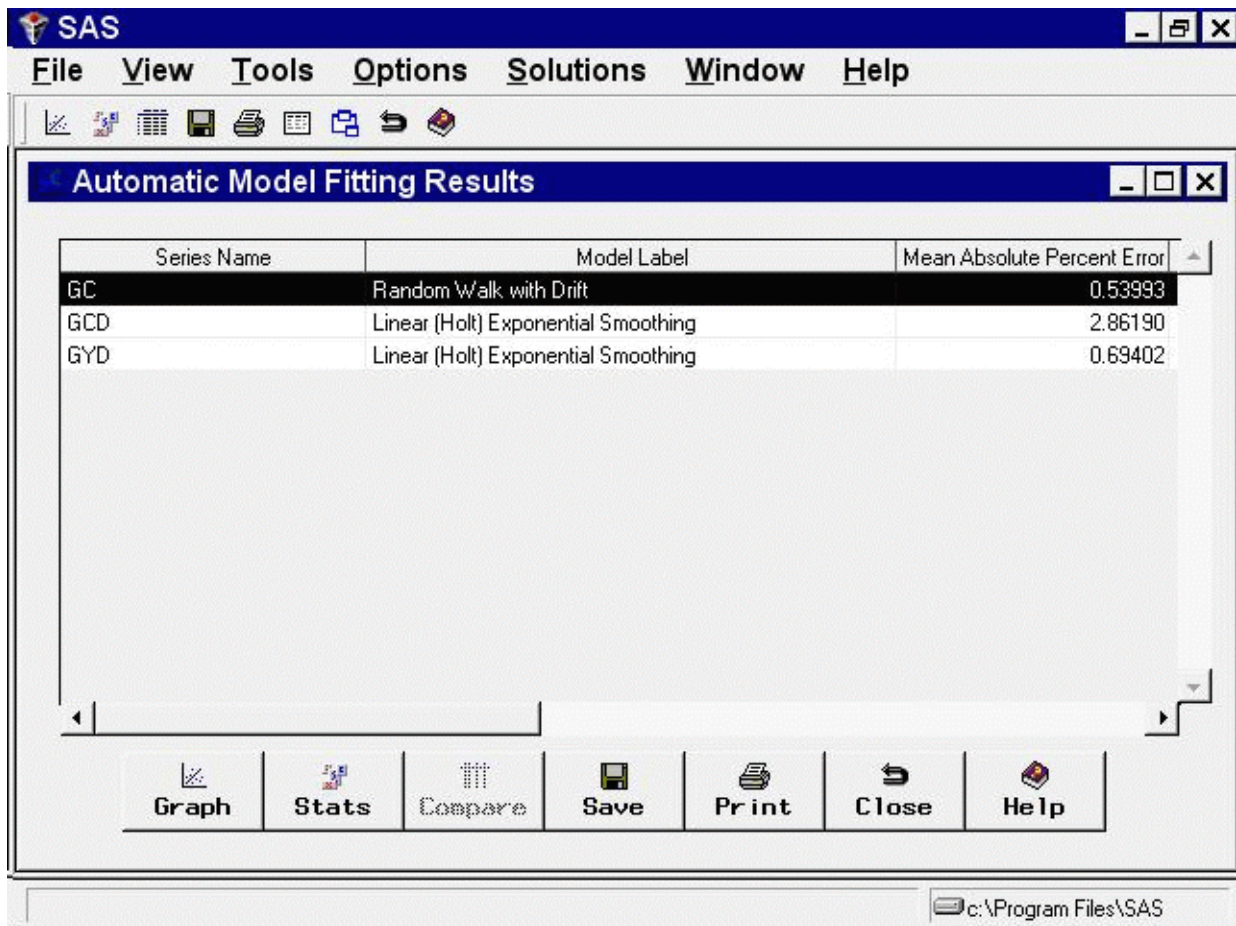 SAS
File View Tools Options Solutions Window Help
Automatic Model Fitting Results
Series Name Model Label Mean Absolute Percent Error
GC Random Walk with Drift 0.53993
GCD Linear (Holt) Exponential Smoothing 2.86190
GYD Linear (Holt) Exponential Smoothing 0.69402
Graph Stats Compare Save Print Close Help
c:\Program Files\SAS